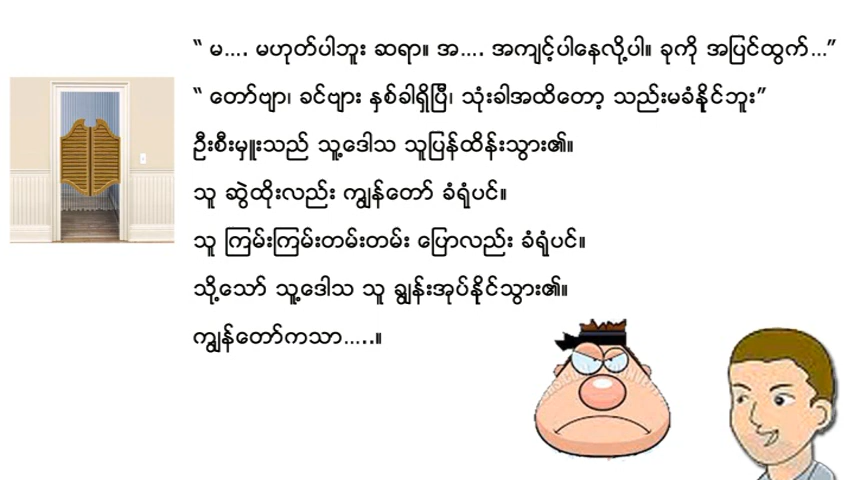 “ မ…. မဟုတ်ပါဘူး ဆရာ။ အ…. အကျင့်ပါနေလို့ပါ။ ခုကို အပြင်ထွက်…”
“ တော်ဗျာ၊ ခင်ဗျား နှစ်ခါရှိပြီ၊ သုံးခါအထိတော့ သည်းမခံနိုင်ဘူး”
ဦးစီးမှူးသည် သူ့ဒေါသ သူပြန်ထိန်းသွား၏။
သူ ဆွဲထိုးလည်း ကျွန်တော် ခံရုံပင်။
သူ ကြမ်းကြမ်းတမ်းတမ်း ပြောလည်း ခံရုံပင်။
သို့သော် သူ့ဒေါသ သူ ချွန်းအုပ်နိုင်သွား၏။
ကျွန်တော်ကသာ…..။